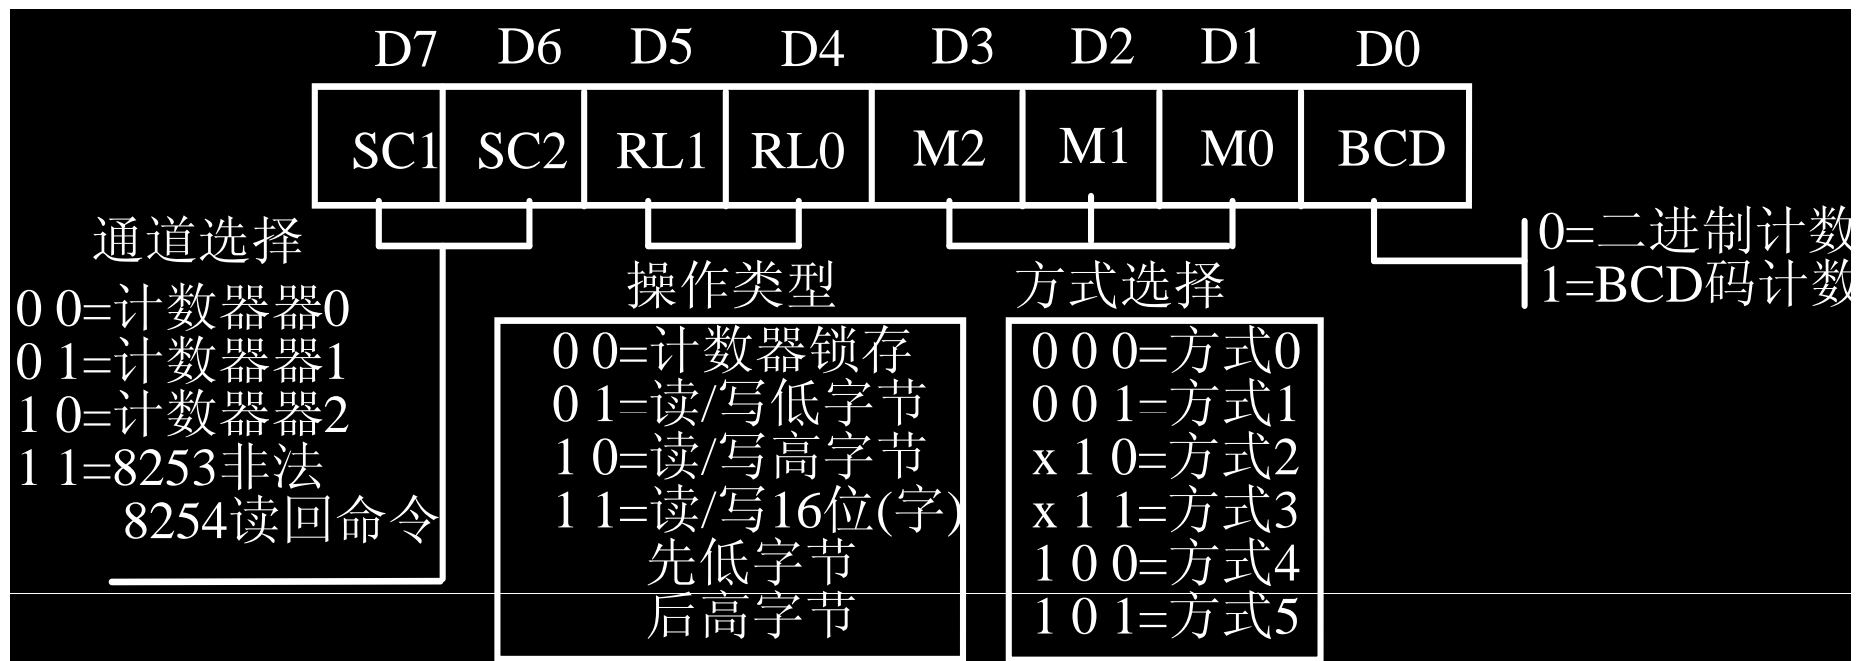 D7 D6 D5 D4 D3 D2 D1 D0
SC1 SC2 RL1 RL0 M2 M1 M0 BCD
通道选择
0 0=计数器器0
0 1=计数器器1
1 0=计数器器2
1 1=8253非法
8254读回命令
操作类型
0 0=计数器锁存
0 1=读/写低字节
1 0=读/写高字节
1 1=读/写16位(字)
先低字节
后高字节
方式选择
0 0 0=方式0
0 0 1=方式1
x 1 0=方式2
x 1 1=方式3
1 0 0=方式4
1 0 1=方式5
0=二进制计数
1=BCD码计数